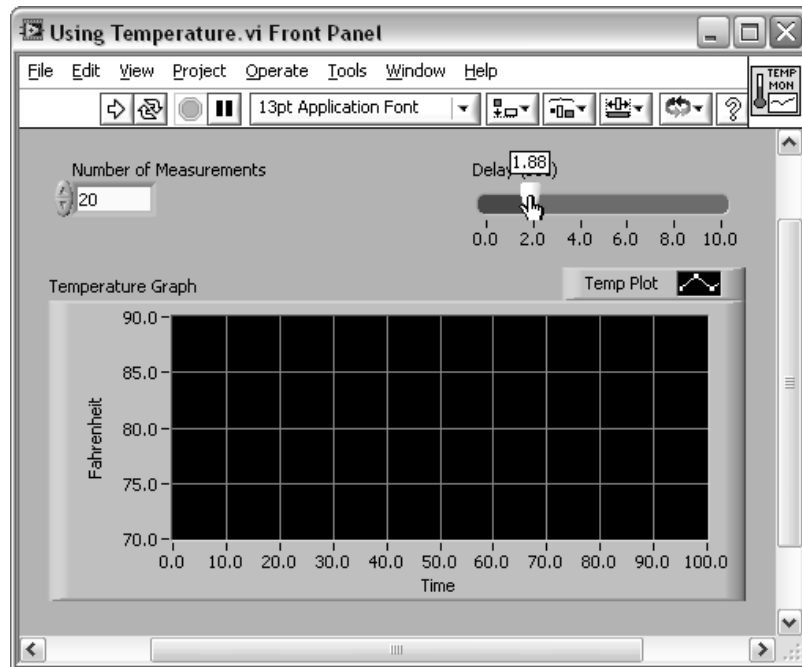 Using Temperature.vi Front Panel
File Edit View Project Operate Tools Window Help
TEMP
MON
13pt Application Font
Number of Measurements
20
Delay
1.88
0.0 2.0 4.0 6.0 8.0 10.0
Temperature Graph
Temp Plot
90.0
85.0
80.0
75.0
70.0
Fahrenheit
0.0 10.0 20.0 30.0 40.0 50.0 60.0 70.0 80.0 90.0 100.0
Time